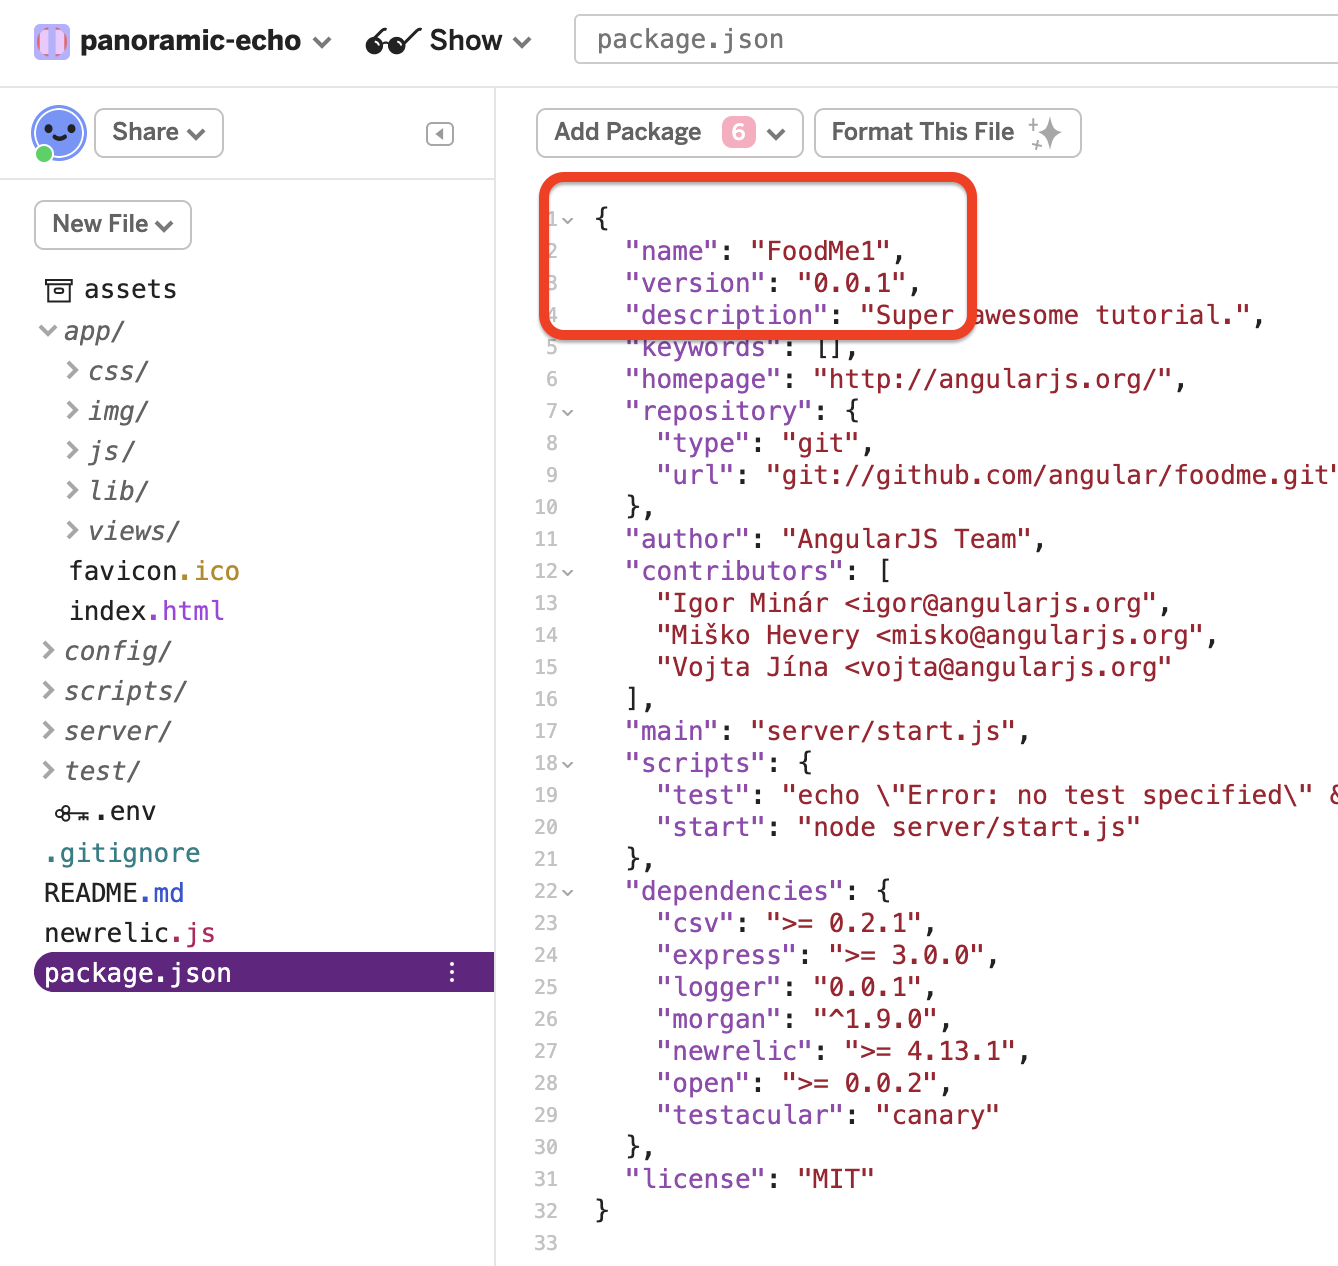 panoramic-echo Show package.json
Share
Add Package 6 Format This File
New File
assets
app/
css/
img/
js/
lib/
views/
favicon.ico
index.html
config/
scripts/
server/
test/
.env
.gitignore
README.md
newrelic.js
package.json
1 {
2 "name": "FoodMe1",
3 "version": "0.0.1",
4 "description": "Super awesome tutorial.",
5 "keywords": [],
6 "homepage": "http://angularjs.org/",
7 "repository": {
8 "type": "git",
9 "url": "git://github.com/angular/foodme.git"
10 },
11 "author": "AngularJS Team",
12 "contributors": [
13 "Igor Minár <igor@angularjs.org",
14 "Miško Hevery <misko@angularjs.org",
15 "Vojta Jína <vojta@angularjs.org"
16 ],
17 "main": "server/start.js",
18 "scripts": {
19 "test": "echo \"Error: no test specified\" &
20 "start": "node server/start.js"
21 },
22 "dependencies": {
23 "csv": ">= 0.2.1",
24 "express": ">= 3.0.0",
25 "logger": "0.0.1",
26 "morgan": "^1.9.0",
27 "newrelic": ">= 4.13.1",
28 "open": ">= 0.0.2",
29 "testacular": "canary"
30 },
31 "license": "MIT"
32 }
33